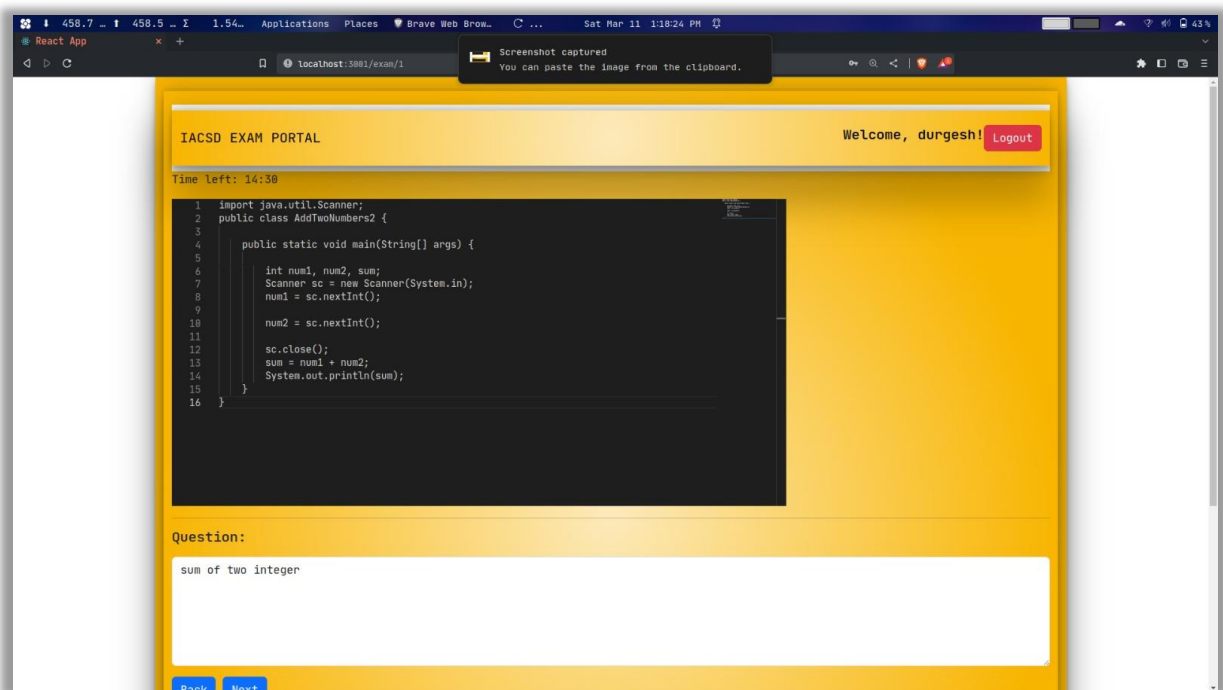 458.7 … 458.5 … Σ 1.54… Applications Places Brave Web Brow… C ... Sat Mar 11 1:18:24 PM 43%
React App × +
localhost:3001/exam/1
Screenshot captured
You can paste the image from the clipboard.
IACSD EXAM PORTAL
Welcome, durgesh! Logout
Time left: 14:30
1 import java.util.Scanner;
2 public class AddTwoNumbers2 {
3
4 public static void main(String[] args) {
5
6 int num1, num2, sum;
7 Scanner sc = new Scanner(System.in);
8 num1 = sc.nextInt();
9
10 num2 = sc.nextInt();
11
12 sc.close();
13 sum = num1 + num2;
14 System.out.println(sum);
15 }
16 }
Question:
sum of two integer
Back Next